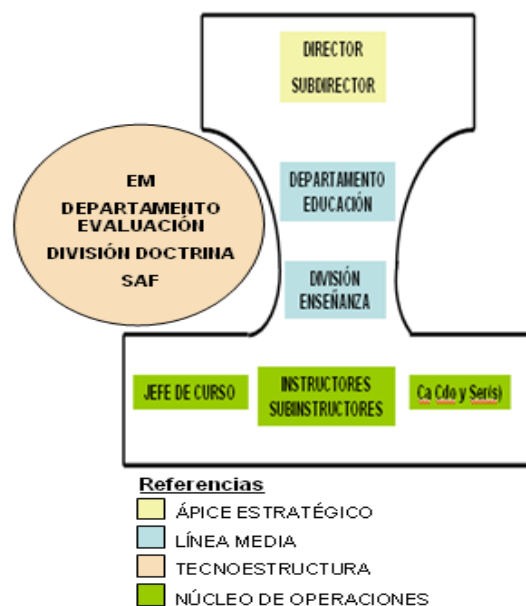 DIRECTOR
SUBDIRECTOR
EM
DEPARTAMENTO
EVALUACIÓN
DIVISIÓN DOCTRINA
SAF
DEPARTAMENTO
EDUCACIÓN
DIVISIÓN
ENSEÑANZA
JEFE DE CURSO
INSTRUCTORES
SUBINSTRUCTORES
Ca Cdo y Serís)
Referencias
ÁPICE ESTRATÉGICO
LÍNEA MEDIA
TECNOESTRUCTURA
NÚCLEO DE OPERACIONES